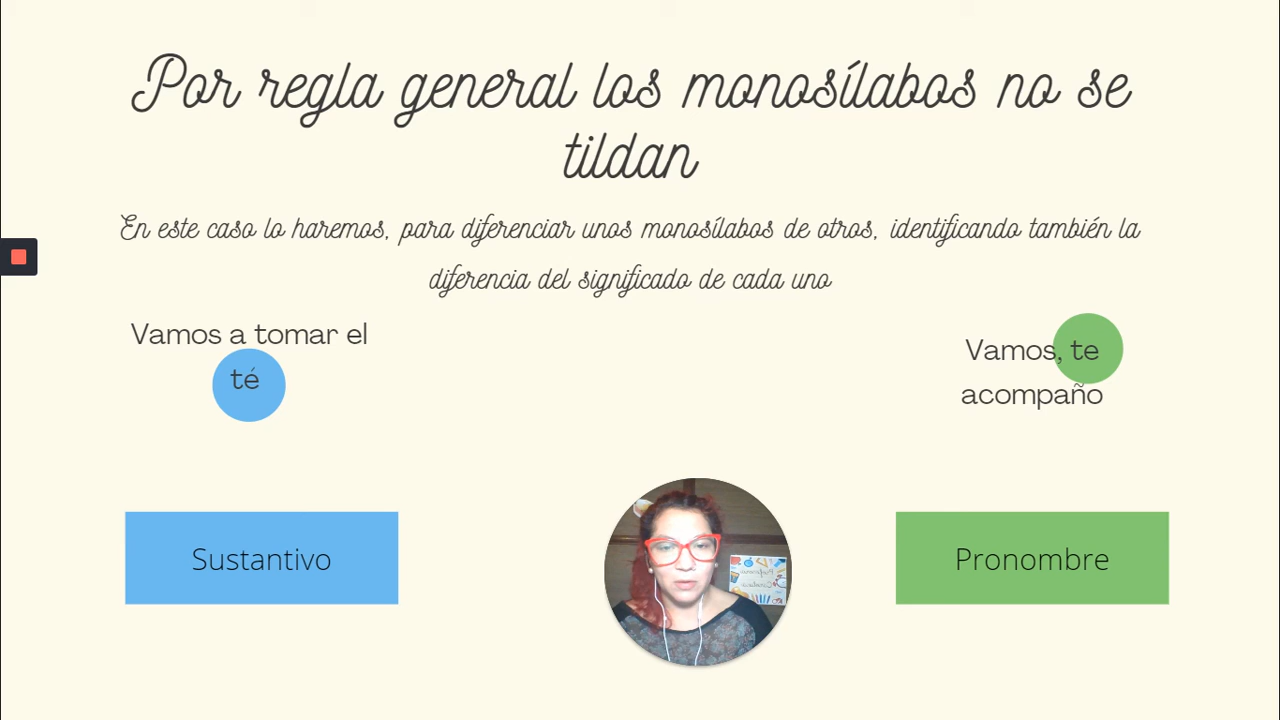 Por regla general los monosílabos no se
tildan
En este caso lo haremos, para diferenciar unos monosílabos de otros, identificando también la
diferencia del significado de cada uno
Vamos a tomar el
té
Vamos, te
acompaño
Sustantivo
Pronombre